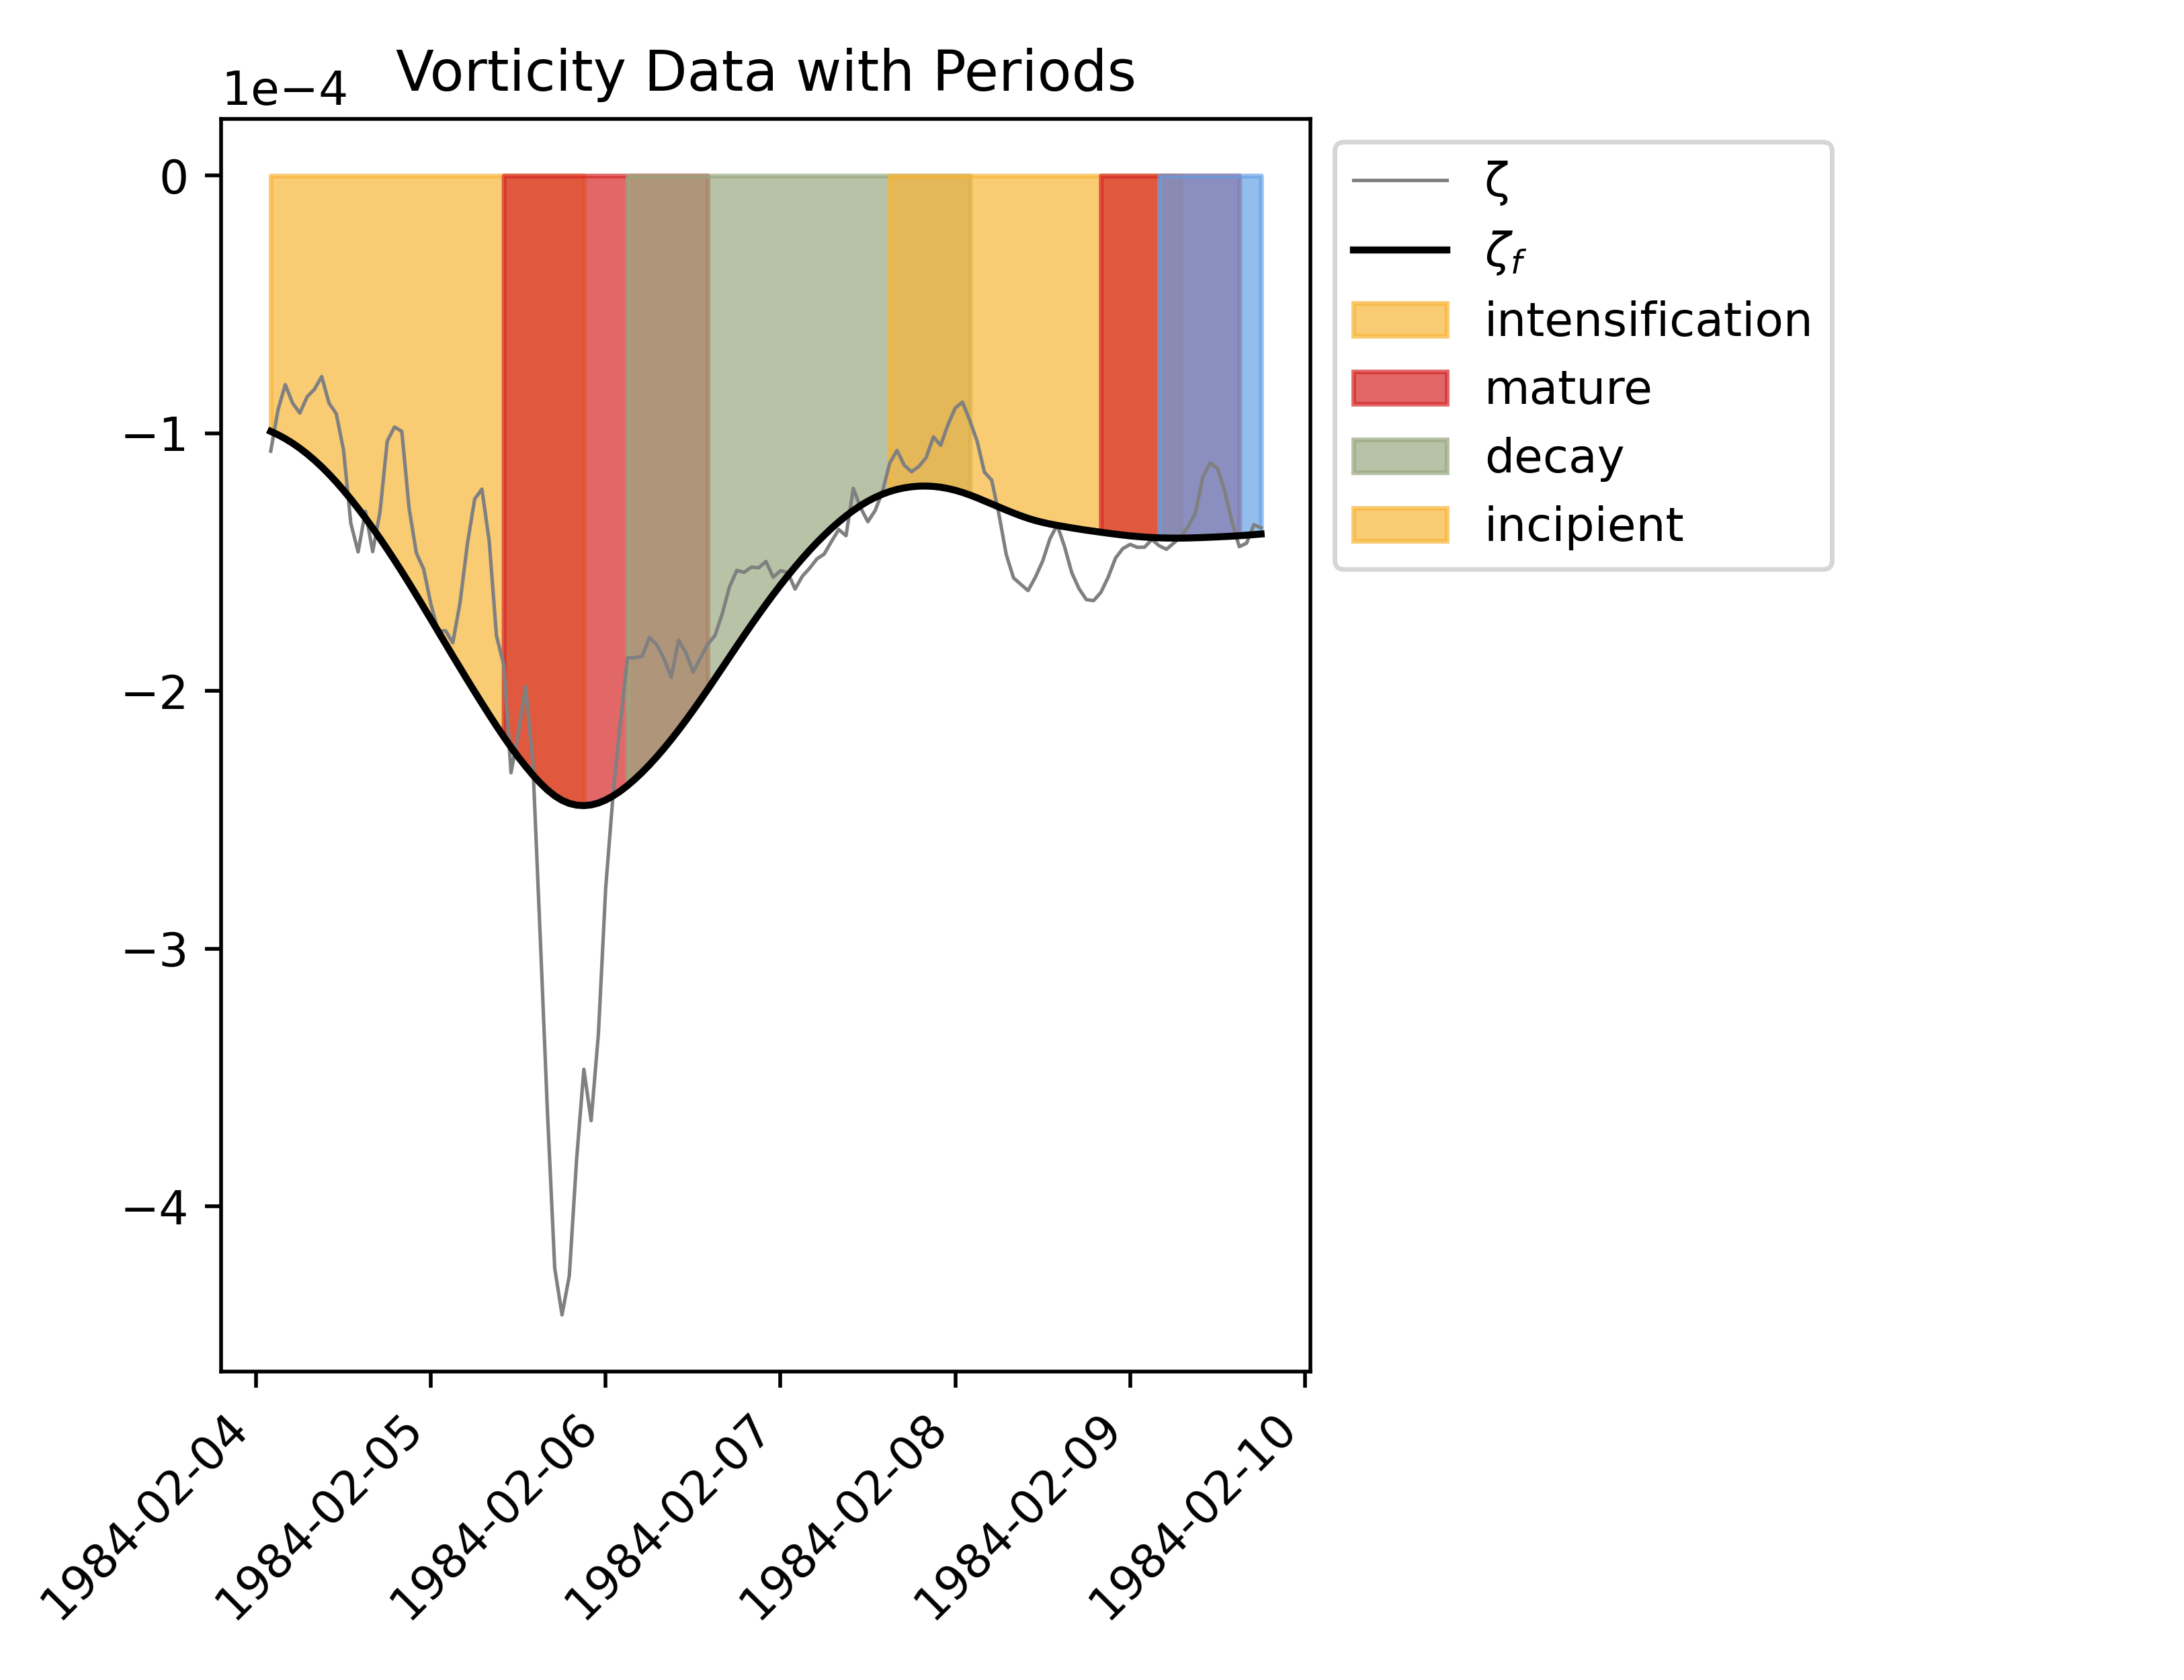 Vorticity Data with Periods
1e−4
0
−1
−2
−3
−4
1984-02-04
1984-02-05
1984-02-06
1984-02-07
1984-02-08
1984-02-09
1984-02-10
ζ
ζf
intensification
mature
decay
incipient